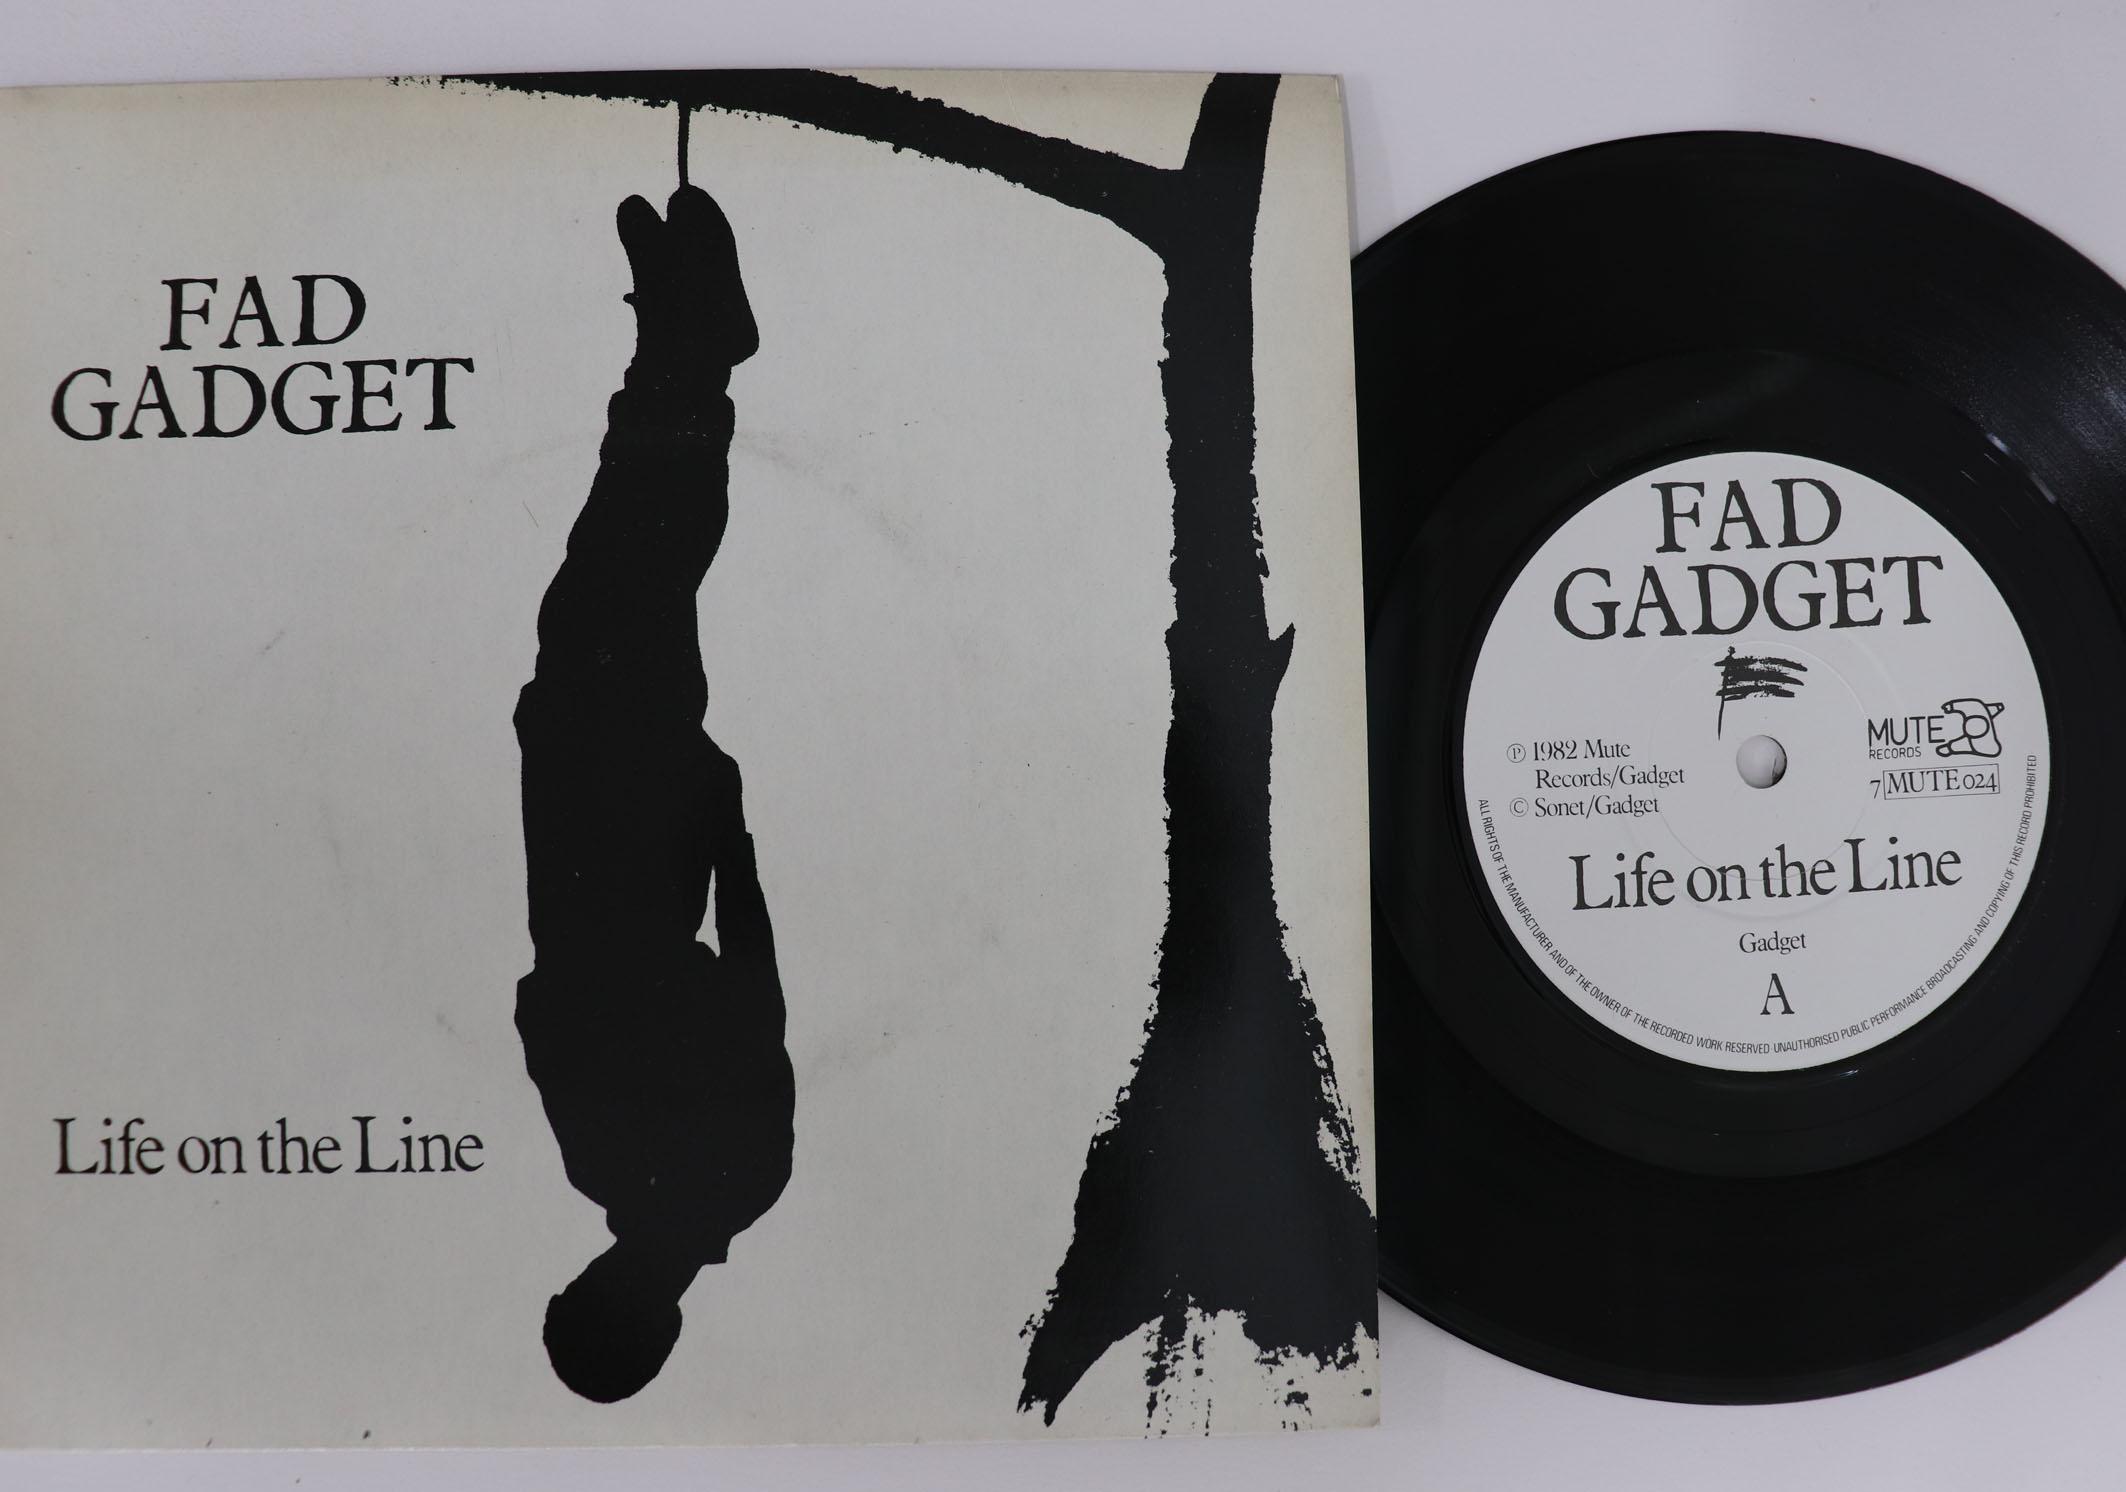 FAD
GADGET
Life on the Line
FAD
GADGET
MUTE
RECORDS
7 MUTE 024
Ⓟ 1982 Mute
Records/Gadget
© Sonet/Gadget
Life on the Line
Gadget
A
ALL RIGHTS OF THE MANUFACTURER AND OF THE OWNER OF THE RECORDED WORK RESERVED · UNAUTHORISED PUBLIC PERFORMANCE BROADCASTING AND COPYING OF THIS RECORD PROHIBITED